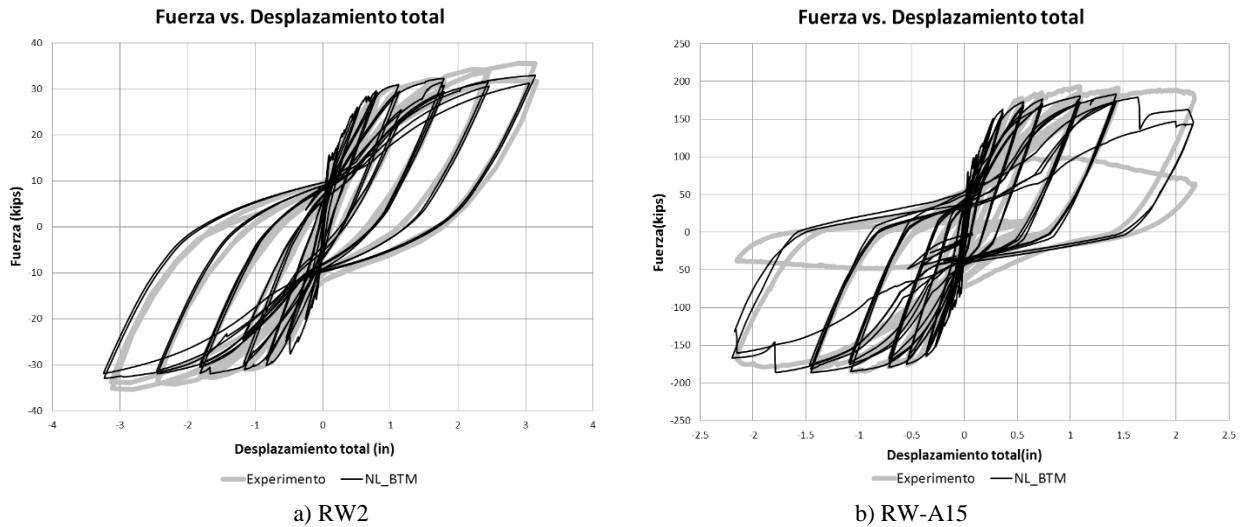 Fuerza vs. Desplazamiento total
40
30
20
10
0
-10
-20
-30
-40
Fuerza (kips)
-4 -3 -2 -1 0 1 2 3 4
Desplazamiento total (in)
Experimento NL_BTM
a) RW2
Fuerza vs. Desplazamiento total
250
200
150
100
50
0
-50
-100
-150
-200
-250
Fuerza(kips)
-2.5 -2 -1.5 -1 -0.5 0 0.5 1 1.5 2 2.5
Desplazamiento total(in)
Experimento NL_BTM
b) RW-A15